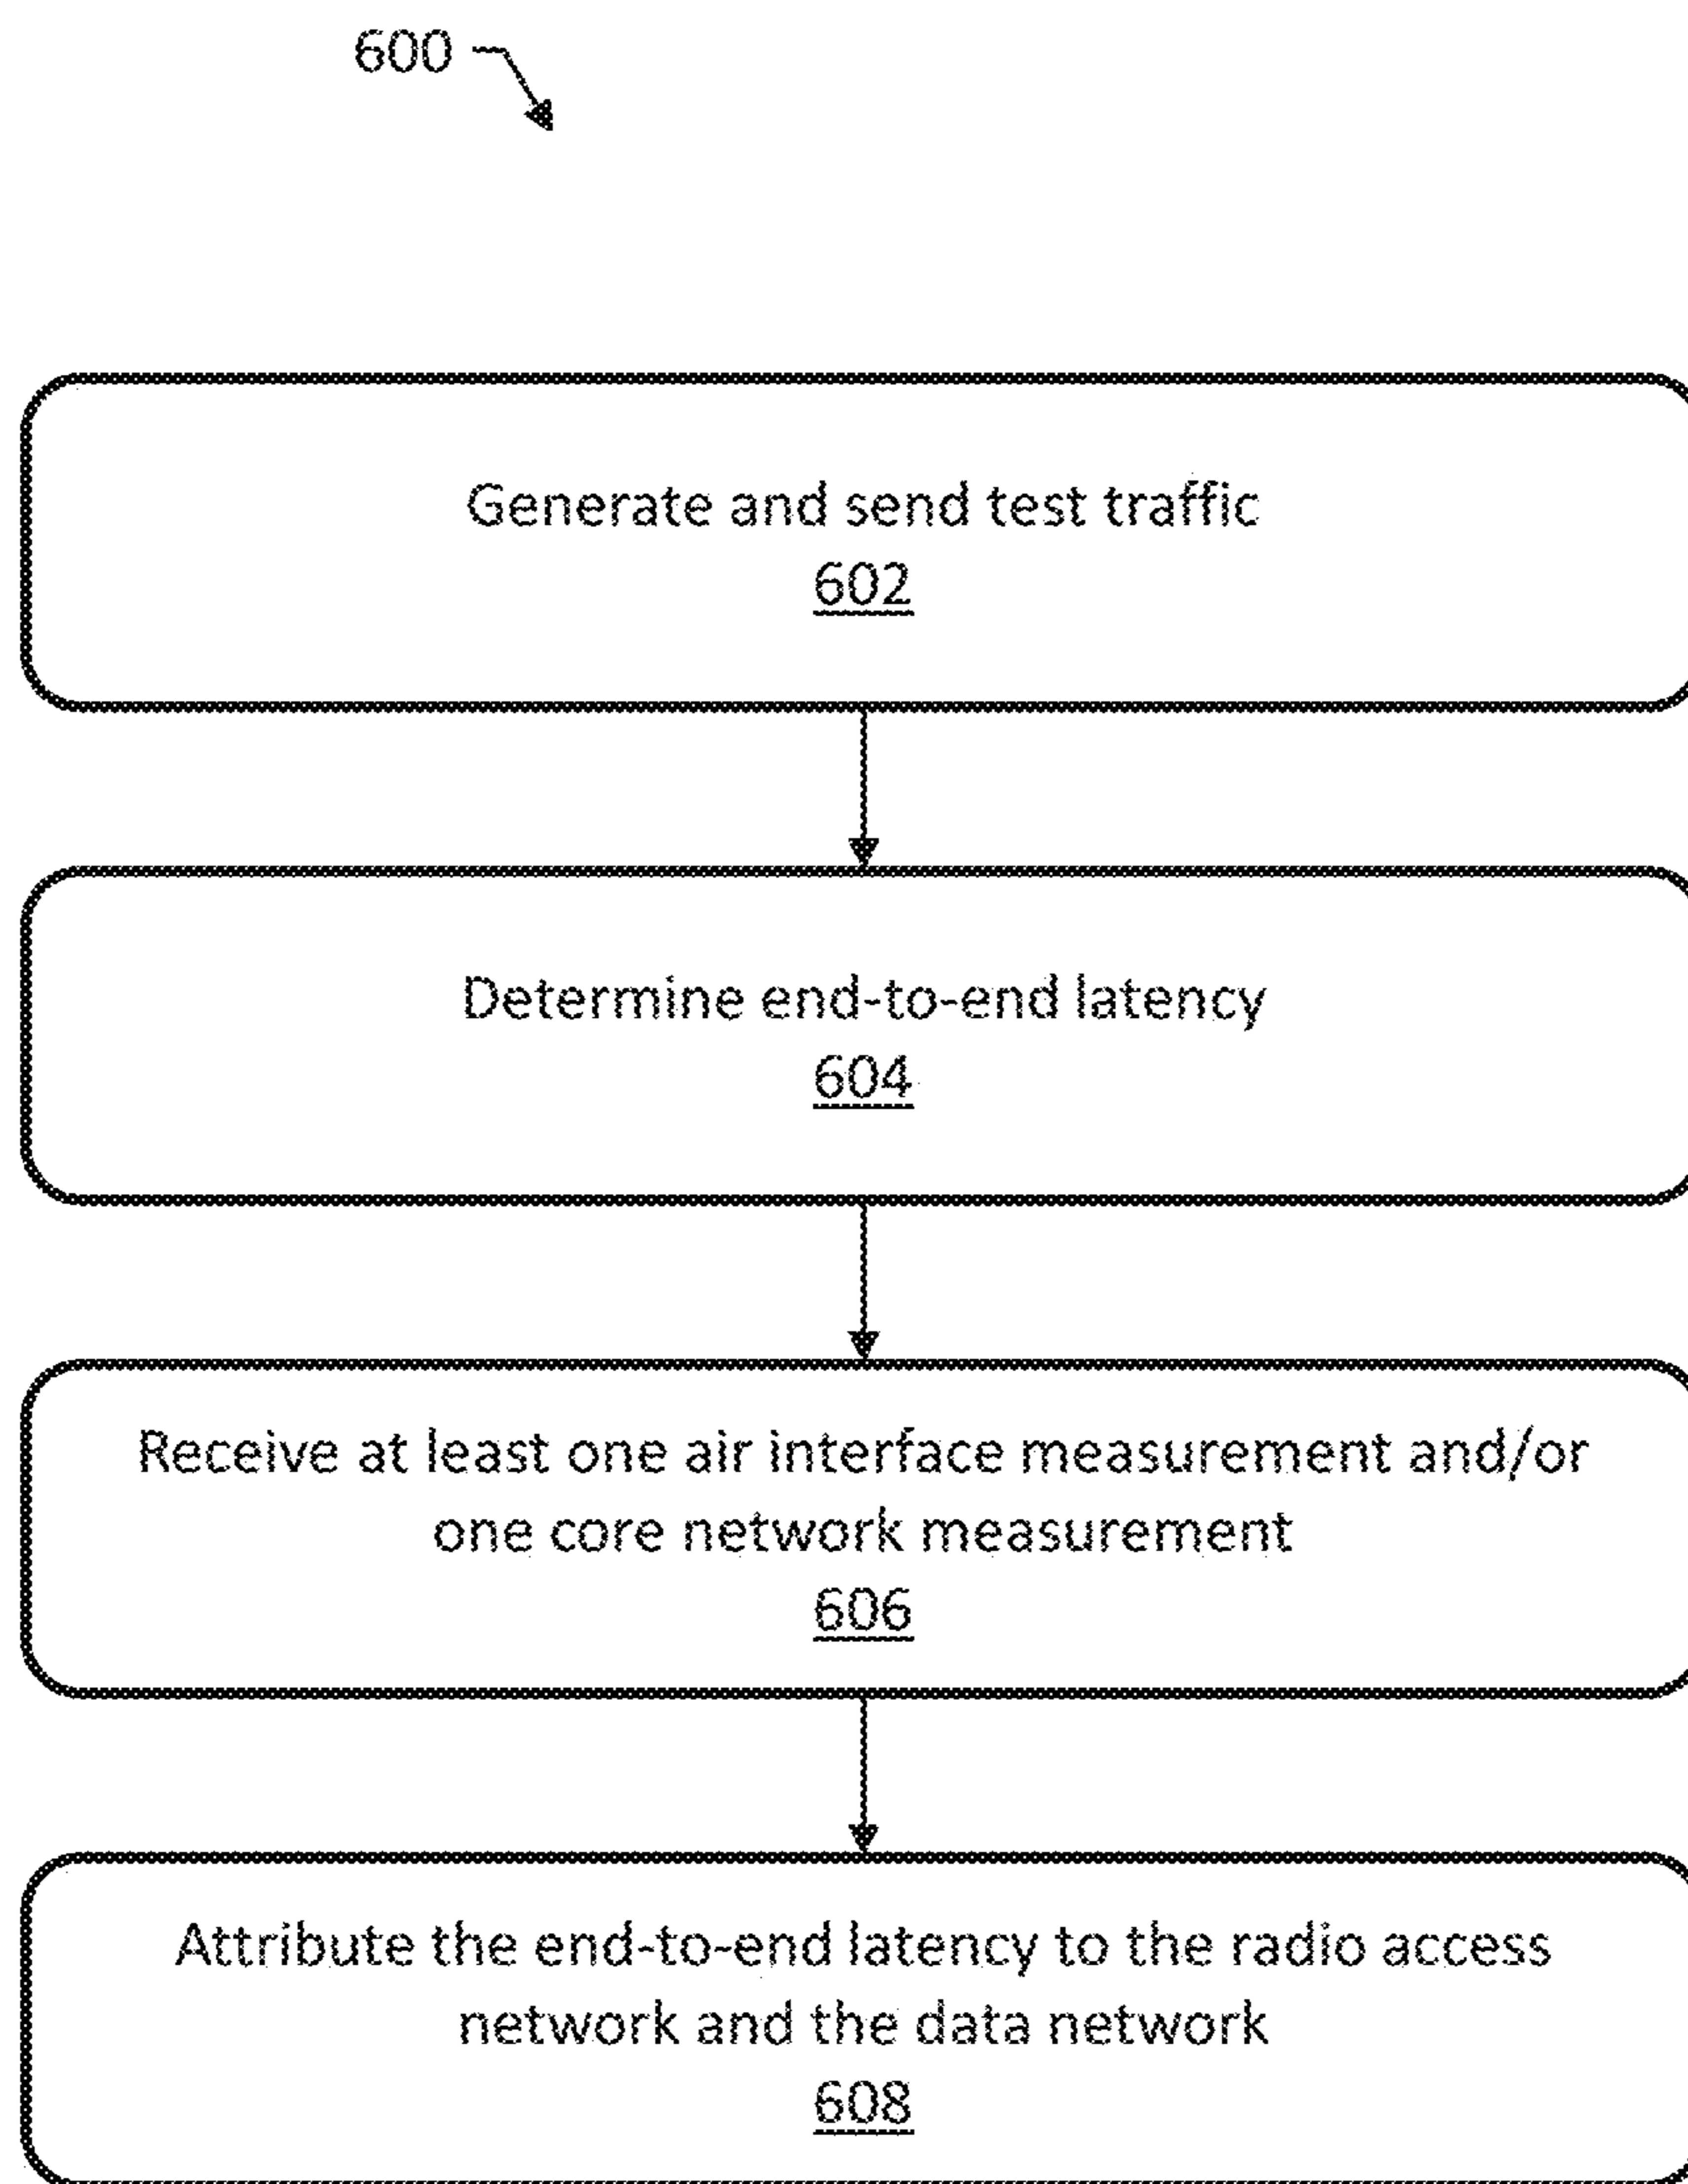 600
Generate and send test traffic
602
Determine end-to-end latency
604
Receive at least one air interface measurement and/or
one core network measurement
606
Attribute the end-to-end latency to the radio access
network and the data network
608